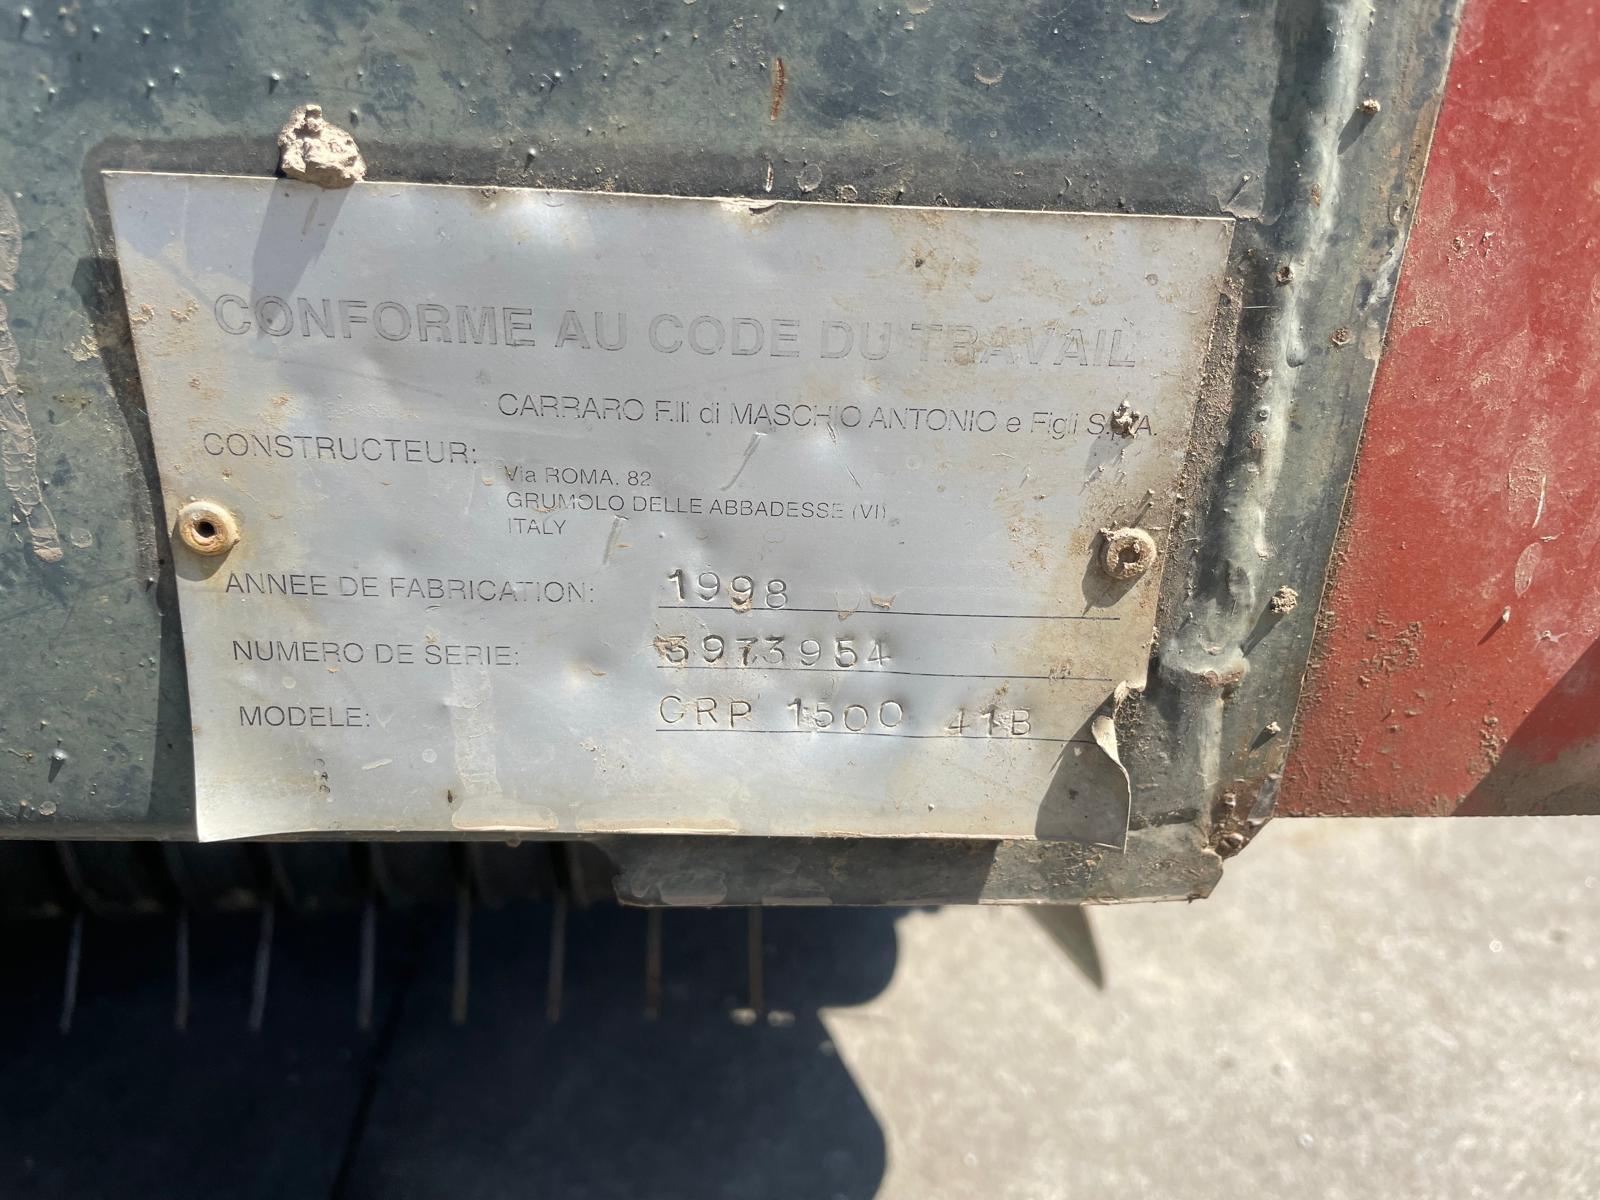 CONFORME AU CODE DU TRAVAIL
CARRARO F.lli di MASCHIO ANTONIO e Figli S.p.A.
CONSTRUCTEUR:
Via ROMA, 82
GRUMOLO DELLE ABBADESSE (VI)
ITALY
ANNEE DE FABRICATION: 1998
NUMERO DE SERIE: 3973954
MODELE: GRP 1500 41B